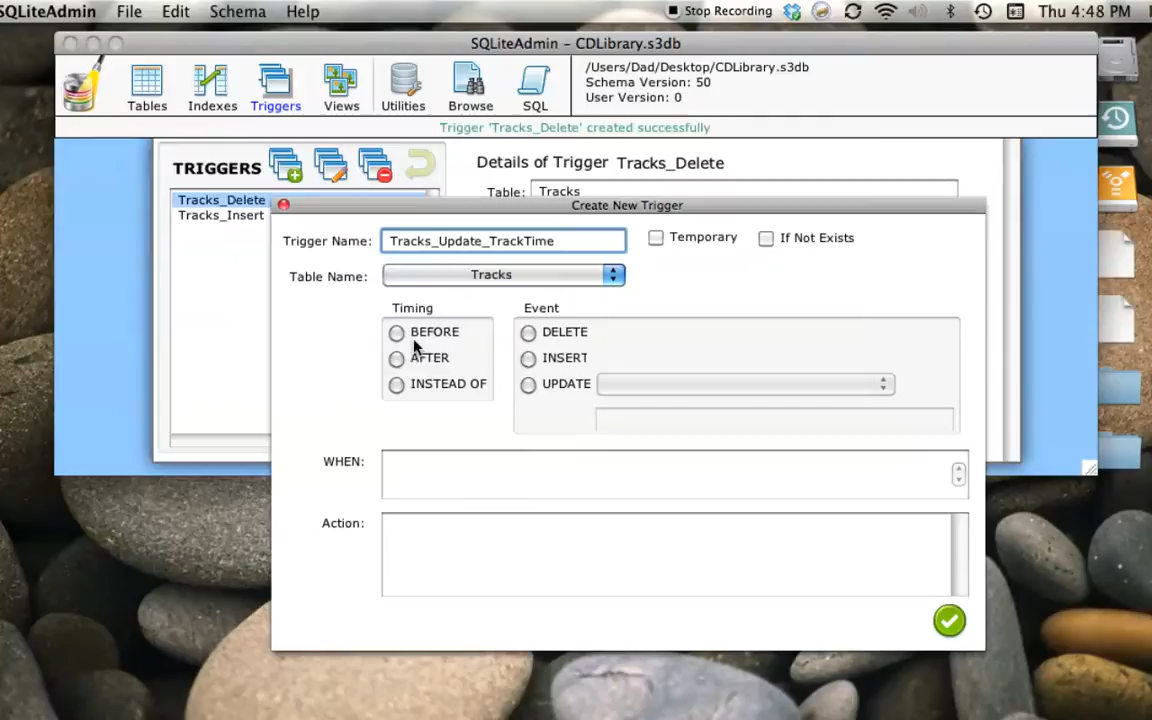 SQLiteAdmin File Edit Schema Help Stop Recording Thu 4:48 PM
SQLiteAdmin - CDLibrary.s3db
Tables Indexes Triggers Views Utilities Browse SQL
/Users/Dad/Desktop/CDLibrary.s3db
Schema Version: 50
User Version: 0
Trigger 'Tracks_Delete' created successfully
TRIGGERS
Tracks_Delete
Tracks_Insert
Details of Trigger Tracks_Delete
Table: Tracks
Create New Trigger
Trigger Name: Tracks_Update_TrackTime Temporary If Not Exists
Table Name: Tracks
Timing Event
BEFORE DELETE
AFTER INSERT
INSTEAD OF UPDATE
WHEN:
Action: